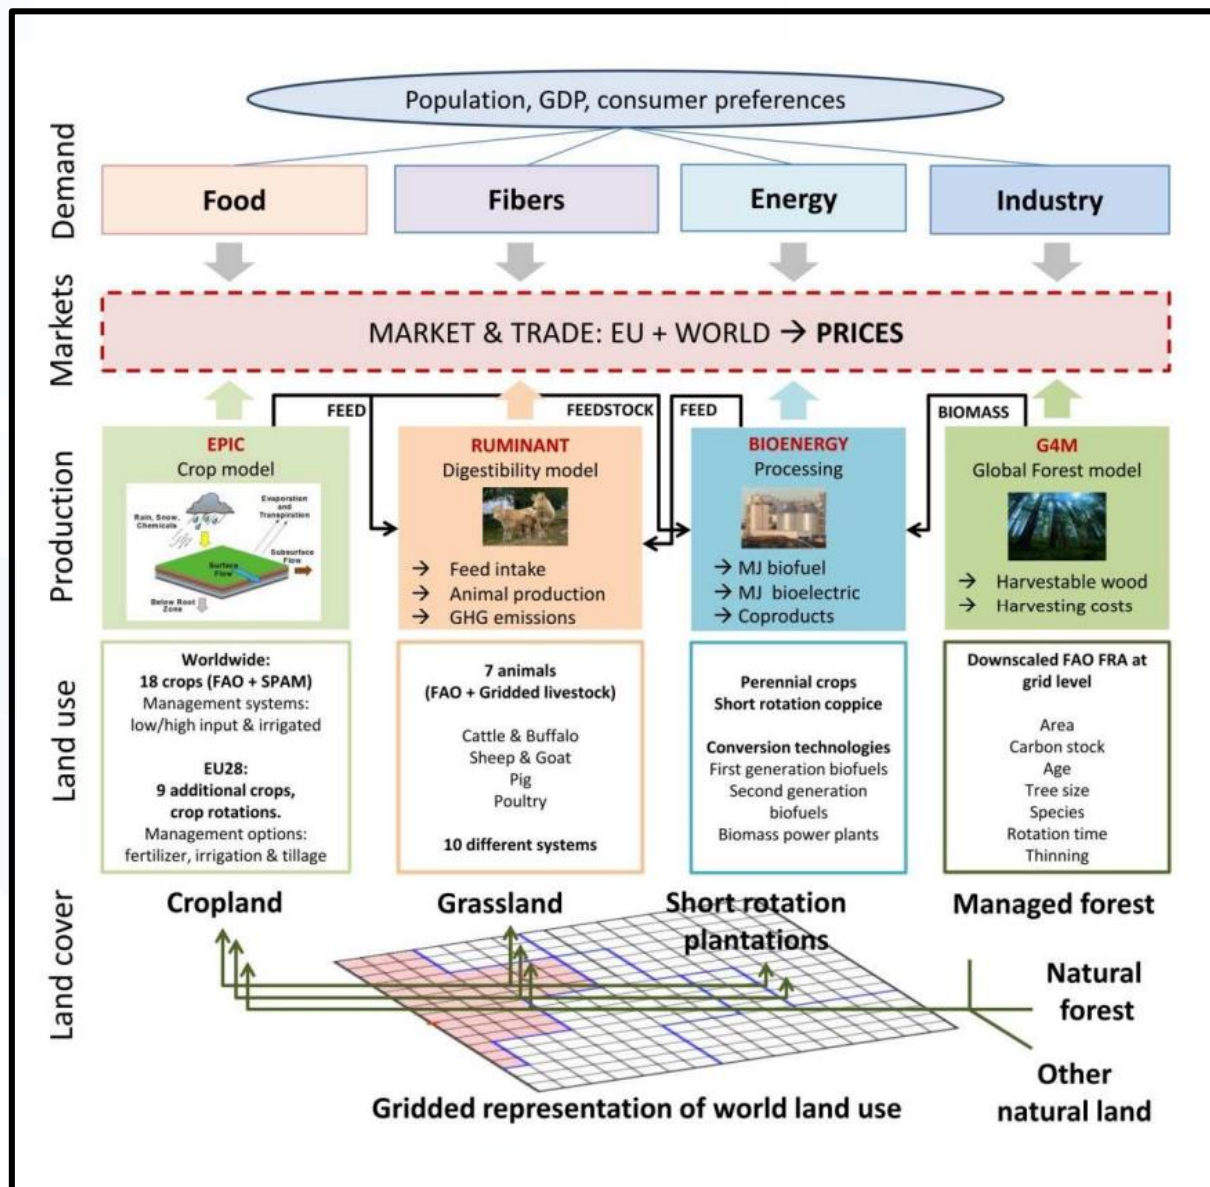 Population, GDP, consumer preferences
Demand
Food
Fibers
Energy
Industry
Markets
MARKET & TRADE: EU + WORLD → PRICES
FEED
FEEDSTOCK
FEED
BIOMASS
Production
EPIC
Crop model
Rain, Snow,
Chemicals
Evaporation
and
Transpiration
Subsurface
Flow
Surface
Flow
Below Root
Zone
RUMINANT
Digestibility model
→ Feed intake
→ Animal production
→ GHG emissions
BIOENERGY
Processing
→ MJ biofuel
→ MJ bioelectric
→ Coproducts
G4M
Global Forest model
→ Harvestable wood
→ Harvesting costs
Land use
Worldwide:
18 crops (FAO + SPAM)
Management systems:
low/high input & irrigated
EU28:
9 additional crops,
crop rotations.
Management options:
fertilizer, irrigation & tillage
7 animals
(FAO + Gridded livestock)
Cattle & Buffalo
Sheep & Goat
Pig
Poultry
10 different systems
Perennial crops
Short rotation coppice
Conversion technologies
First generation biofuels
Second generation
biofuels
Biomass power plants
Downscaled FAO FRA at
grid level
Area
Carbon stock
Age
Tree size
Species
Rotation time
Thinning
Land cover
Cropland
Grassland
Short rotation
plantations
Managed forest
Natural
forest
Other
natural land
Gridded representation of world land use